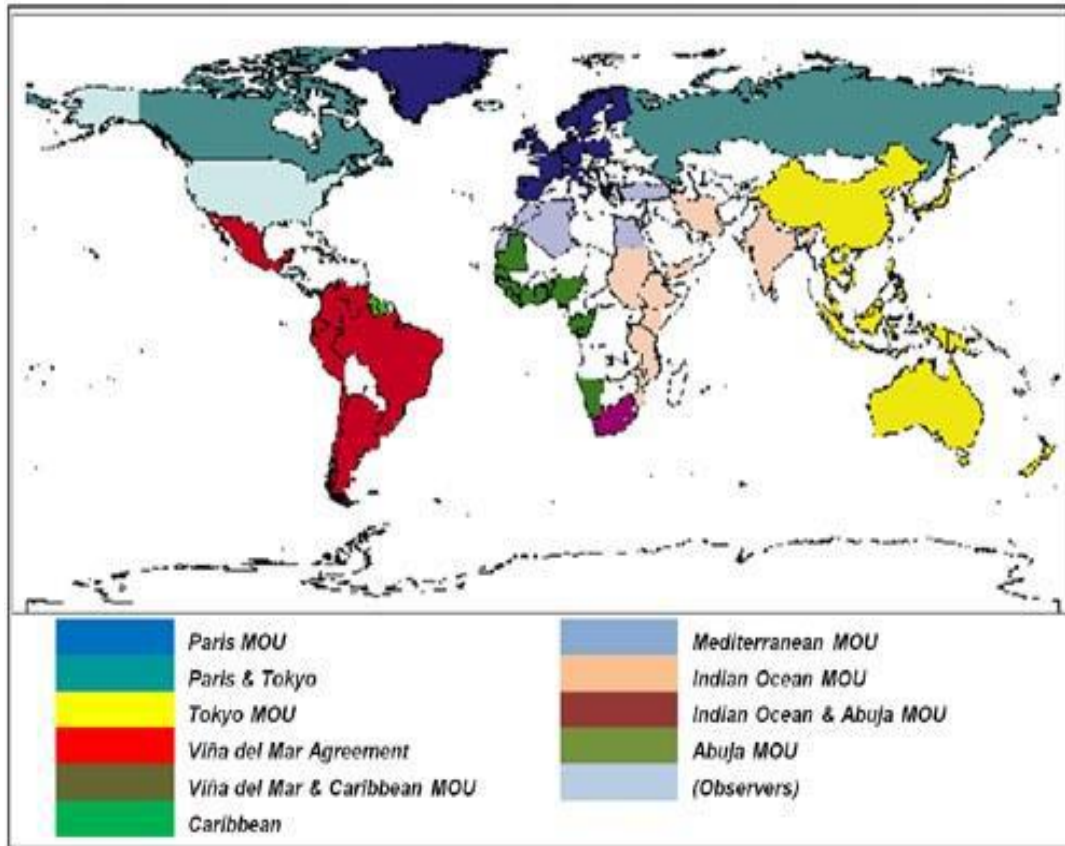 Paris MOU
Paris & Tokyo
Tokyo MOU
Viña del Mar Agreement
Viña del Mar & Caribbean MOU
Caribbean
Mediterranean MOU
Indian Ocean MOU
Indian Ocean & Abuja MOU
Abuja MOU
(Observers)